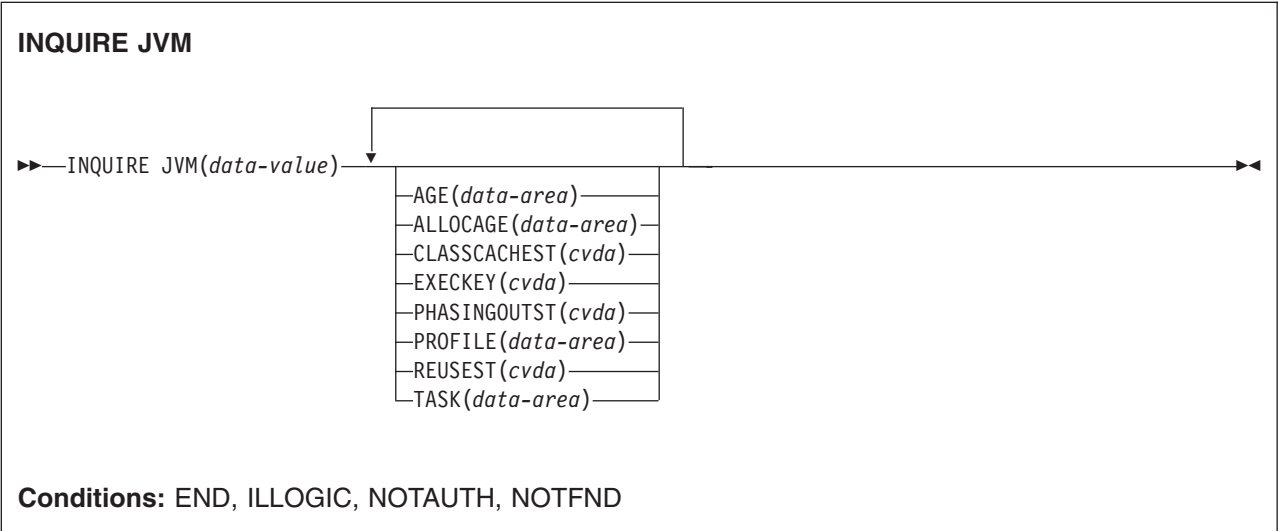 INQUIRE JVM
INQUIRE JVM(data-value)
AGE(data-area)
ALLOCAGE(data-area)
CLASSCACHEST(cvda)
EXECKEY(cvda)
PHASINGOUTST(cvda)
PROFILE(data-area)
REUSEST(cvda)
TASK(data-area)
Conditions: END, ILLOGIC, NOTAUTH, NOTFND